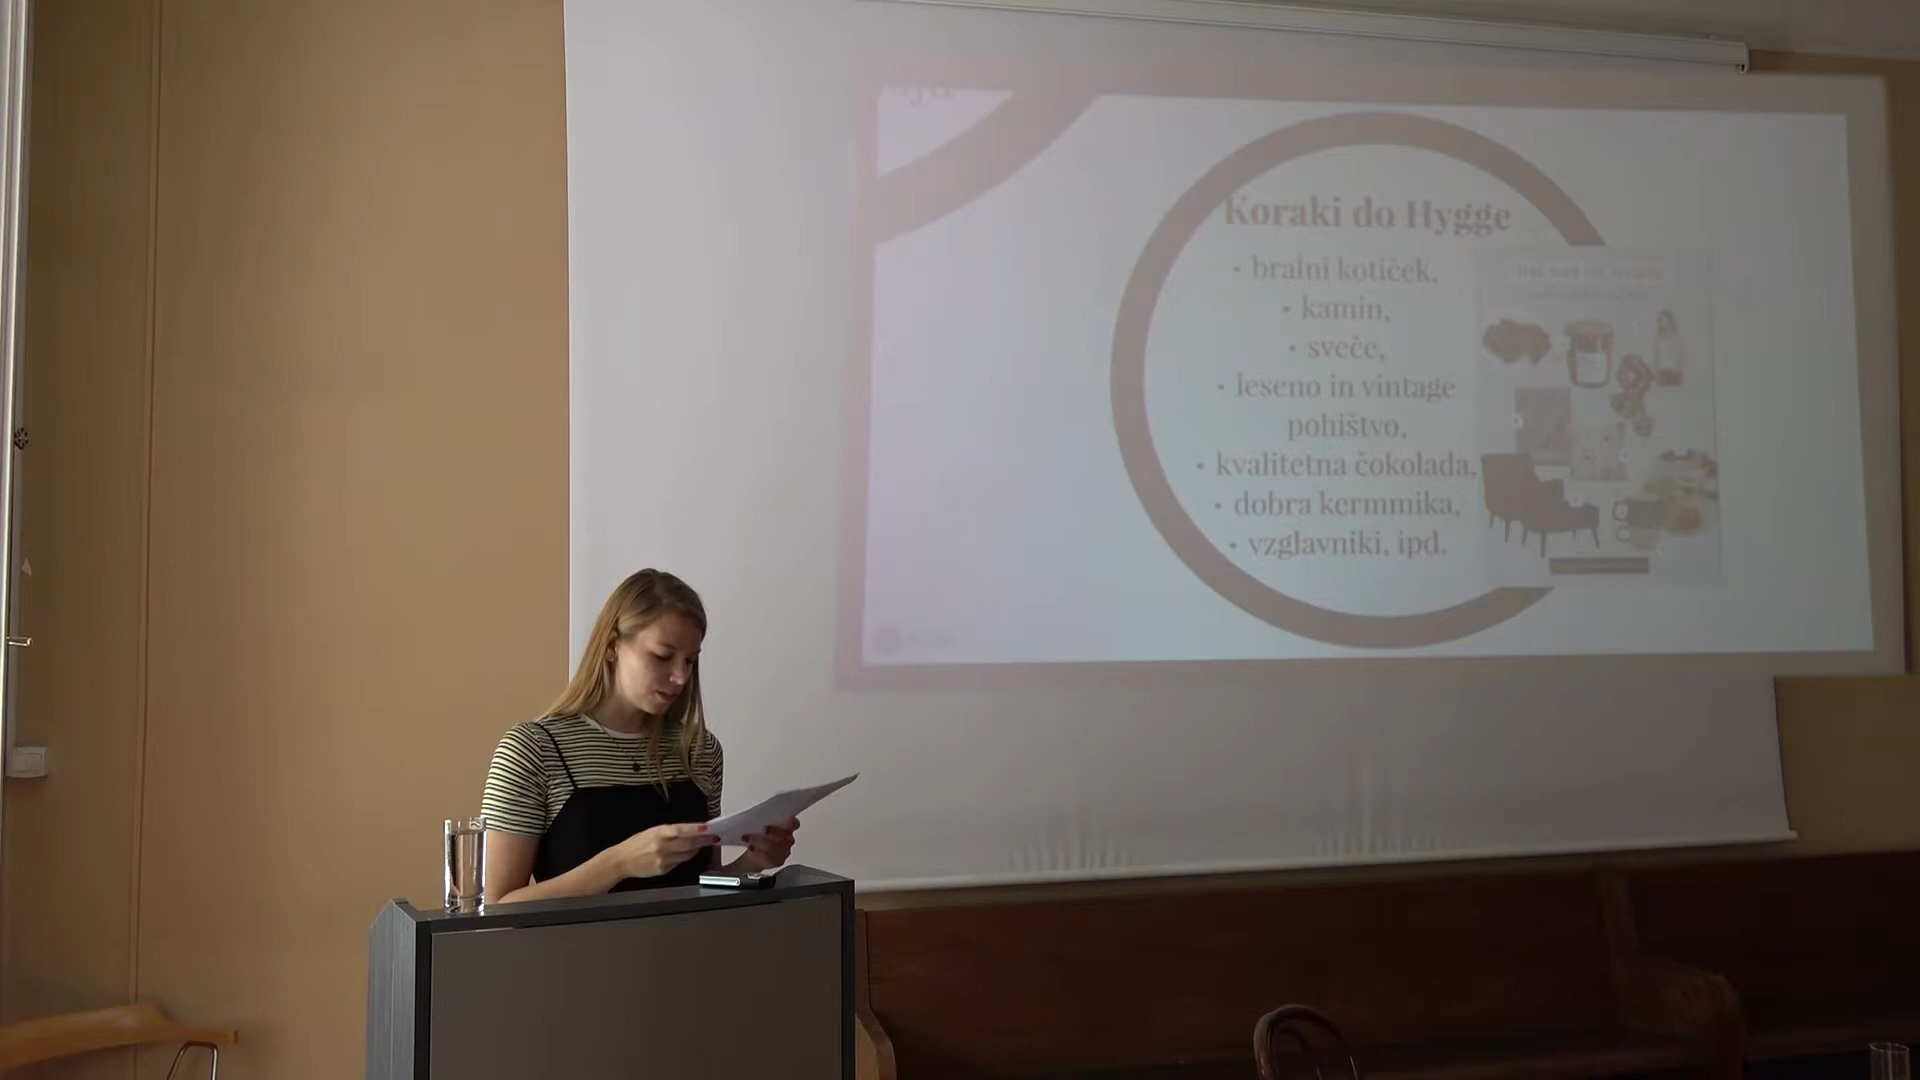 Koraki do Hygge
• bralni kotiček,
• kamin,
• sveče,
• leseno in vintage
pohištvo,
• kvalitetna čokolada,
• dobra kermmika,
• vzglavniki, ipd.